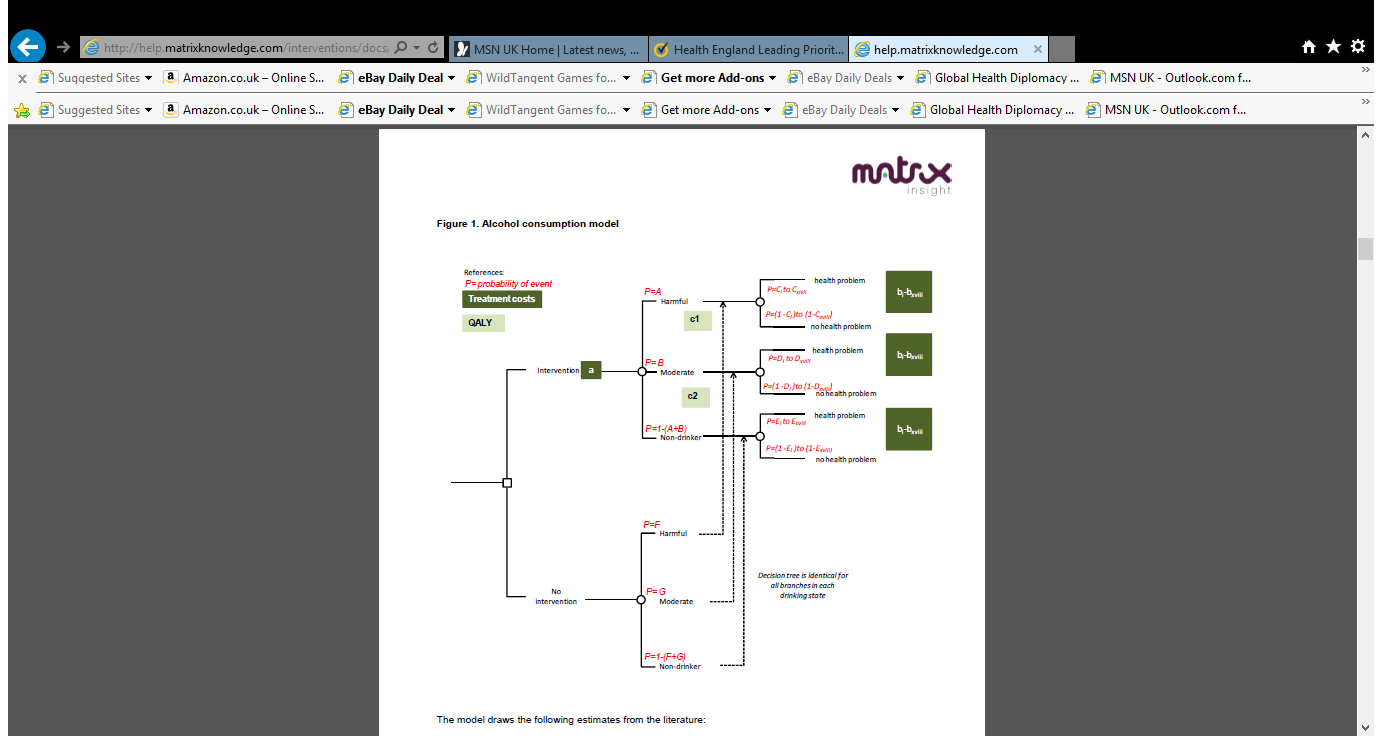 http://help.matrixknowledge.com/interventions/docs/
MSN UK Home | Latest news, ...
Health England Leading Priorit...
help.matrixknowledge.com
x
Suggested Sites
Amazon.co.uk – Online S...
eBay Daily Deal
WildTangent Games fo...
Get more Add-ons
eBay Daily Deals
Global Health Diplomacy ...
MSN UK - Outlook.com f...
Suggested Sites
Amazon.co.uk – Online S...
eBay Daily Deal
WildTangent Games fo...
Get more Add-ons
eBay Daily Deals
Global Health Diplomacy ...
MSN UK - Outlook.com f...
matrix
insight
Figure 1. Alcohol consumption model
References:
P= probability of event
Treatment costs
QALY
Intervention
a
P=A
Harmful
c1
P=B
Moderate
c2
P=1-(A+B)
Non-drinker
health problem
P=Ci to Cxviii
P=(1 -Ci)to (1-Cxviii)
no health problem
bi-bxviii
health problem
P=Di to Dxviii
P=(1 -Di)to (1-Dxviii)
no health problem
bi-bxviii
health problem
P=Ei to Exviii
P=(1 -Ei)to (1-Exviii)
no health problem
bi-bxviii
No
intervention
P=F
Harmful
P=G
Moderate
P=1-(F+G)
Non-drinker
Decision tree is identical for
all branches in each
drinking state
The model draws the following estimates from the literature: